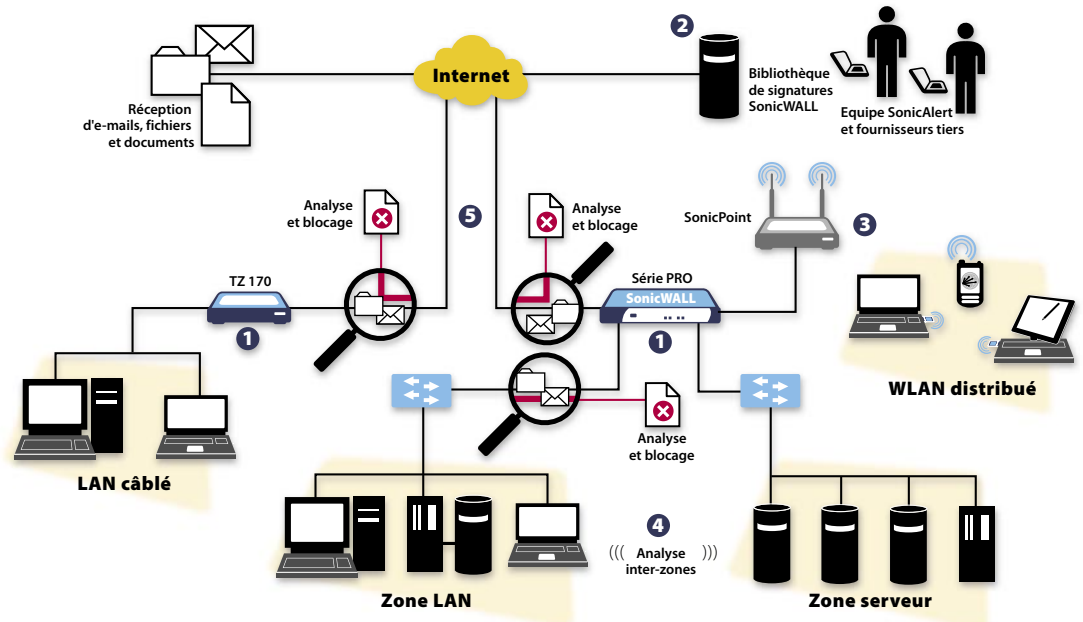 2
Internet
Réception
d'e-mails, fichiers
et documents
Bibliothèque
de signatures
SonicWALL
Equipe SonicAlert
et fournisseurs tiers
Analyse
et blocage
5
Analyse
et blocage
SonicPoint
3
TZ 170
1
Série PRO
SonicWALL
1
WLAN distribué
LAN câblé
Analyse
et blocage
4
((( Analyse )))
inter-zones
Zone LAN
Zone serveur